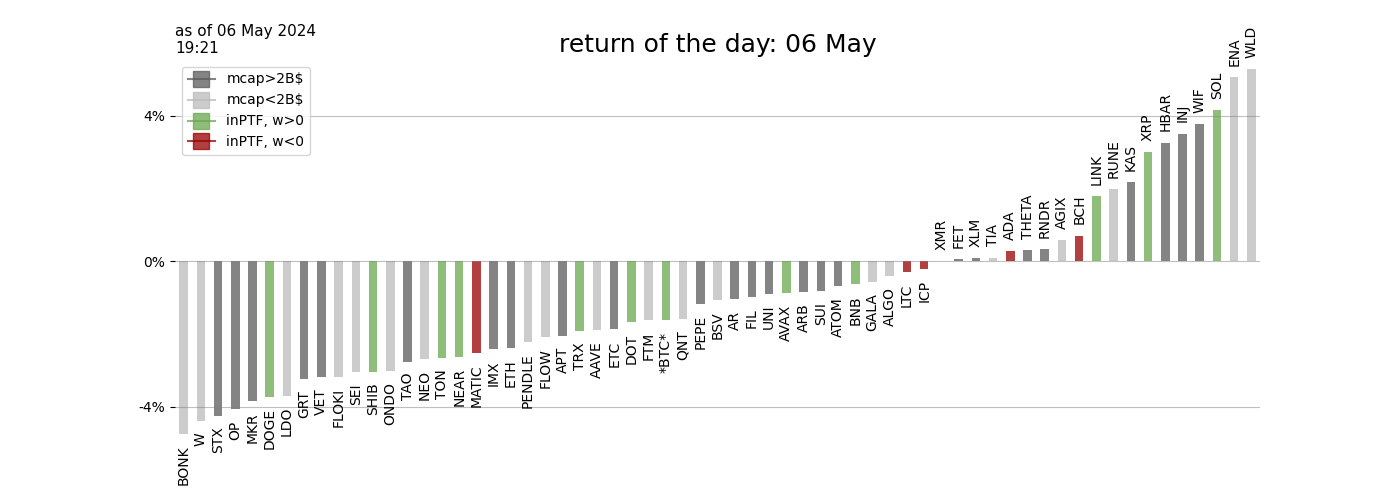 as of 06 May 2024
19:21
return of the day: 06 May
mcap>2B$
mcap<2B$
inPTF, w>0
inPTF, w<0
4%
0%
-4%
BONK
W
STX
OP
MKR
DOGE
LDO
GRT
VET
FLOKI
SEI
SHIB
ONDO
TAO
NEO
TON
NEAR
MATIC
IMX
ETH
PENDLE
FLOW
APT
TRX
AAVE
ETC
DOT
FTM
*BTC*
QNT
PEPE
BSV
AR
FIL
UNI
AVAX
ARB
SUI
ATOM
BNB
GALA
ALGO
LTC
ICP
XMR
FET
XLM
TIA
ADA
THETA
RNDR
AGIX
BCH
LINK
RUNE
KAS
XRP
HBAR
INJ
WIF
SOL
ENA
WLD